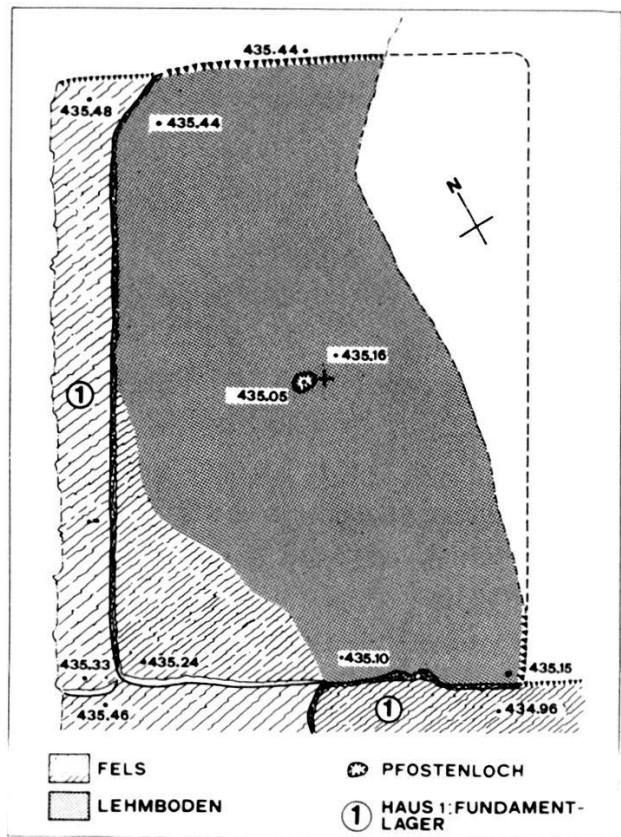 435.44
435.48
435.44
N
435.16
1
435.05
435.10
435.24
435.15
435.33
435.46
1
434.96
FELS
PFOSTENLOCH
LEHMBODEN
1 HAUS 1: FUNDAMENT-
LAGER